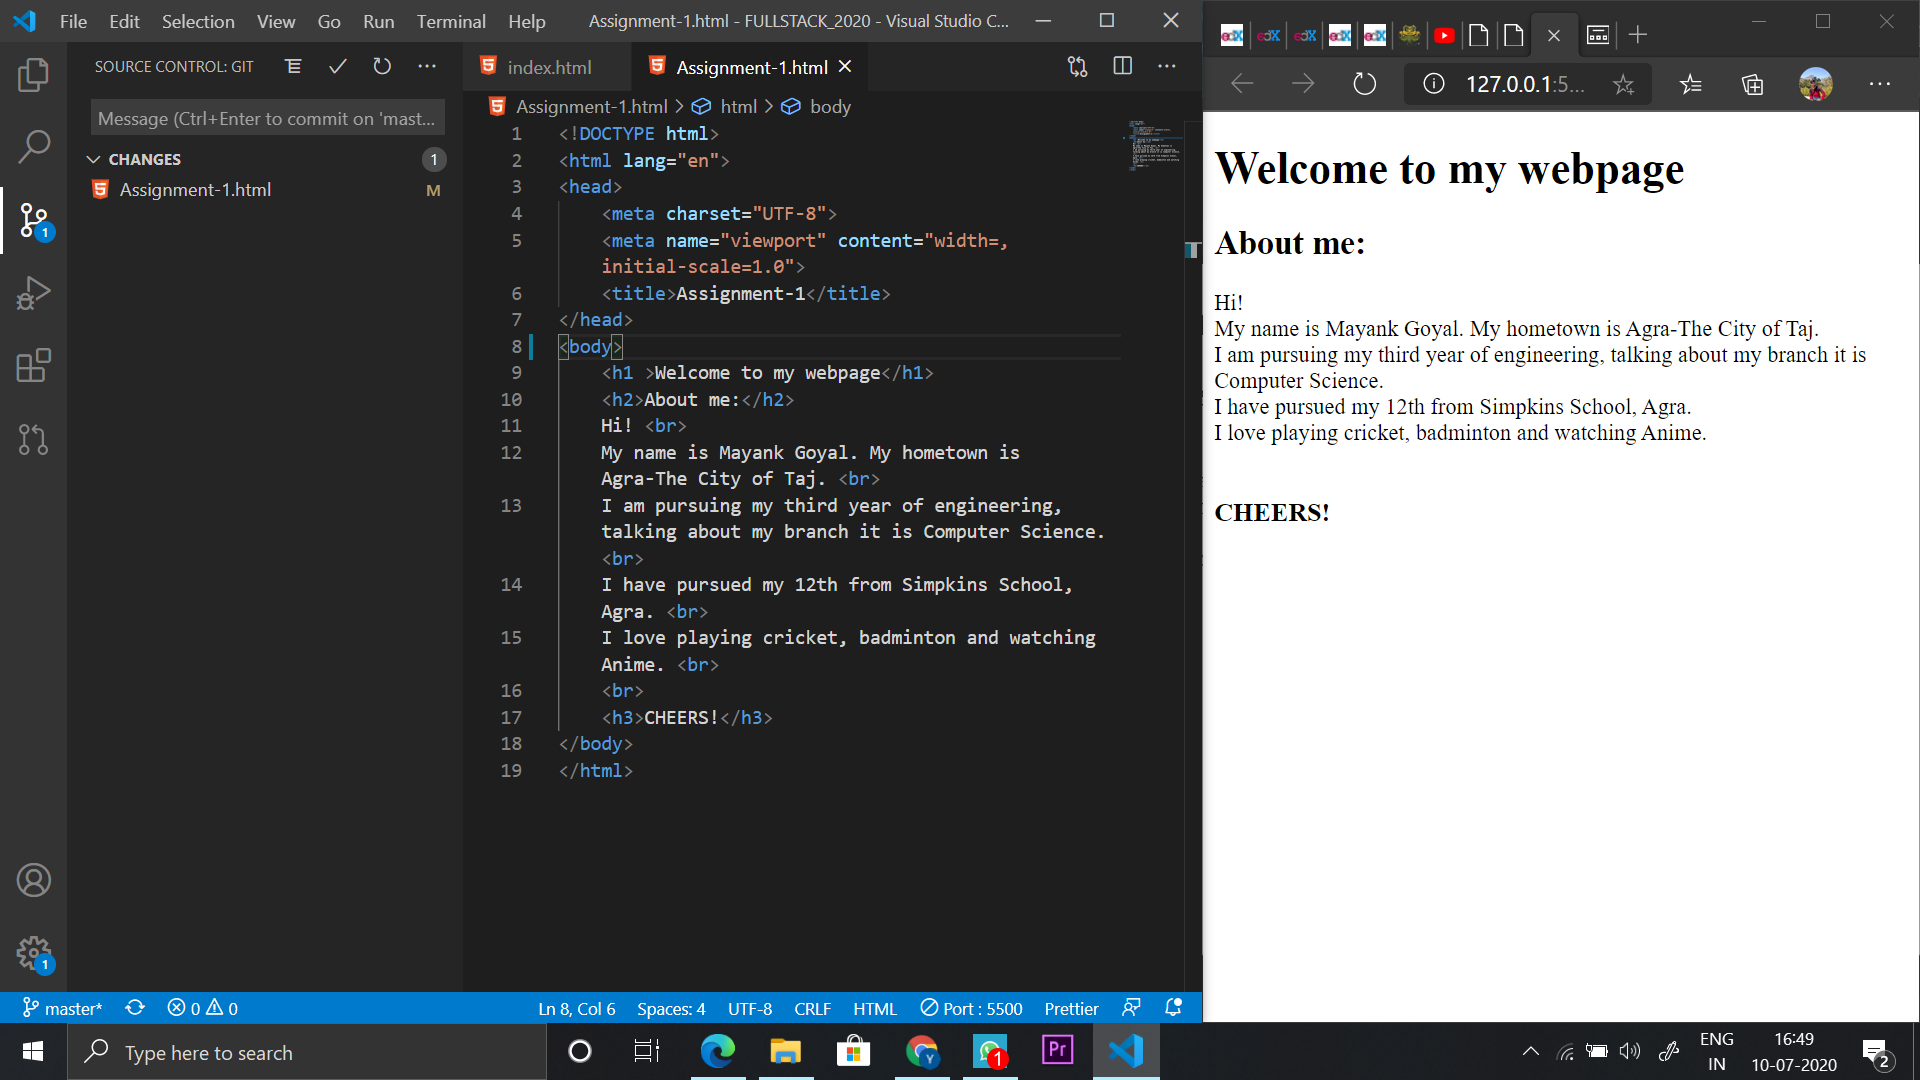 File Edit Selection View Go Run Terminal Help Assignment-1.html - FULLSTACK_2020 - Visual Studio C...
SOURCE CONTROL: GIT
Message (Ctrl+Enter to commit on 'mast...
CHANGES 1
Assignment-1.html M
1
1
index.html Assignment-1.html
Assignment-1.html > html > body
1 <!DOCTYPE html>
2 <html lang="en">
3 <head>
4 <meta charset="UTF-8">
5 <meta name="viewport" content="width=,
initial-scale=1.0">
6 <title>Assignment-1</title>
7 </head>
8 <body>
9 <h1 >Welcome to my webpage</h1>
10 <h2>About me:</h2>
11 Hi! <br>
12 My name is Mayank Goyal. My hometown is
Agra-The City of Taj. <br>
13 I am pursuing my third year of engineering,
talking about my branch it is Computer Science.
<br>
14 I have pursued my 12th from Simpkins School,
Agra. <br>
15 I love playing cricket, badminton and watching
Anime. <br>
16 <br>
17 <h3>CHEERS!</h3>
18 </body>
19 </html>
master* 0 0 Ln 8, Col 6 Spaces: 4 UTF-8 CRLF HTML Port : 5500 Prettier
edX edX edX edX edX
127.0.0.1:5...
Welcome to my webpage
About me:
Hi!
My name is Mayank Goyal. My hometown is Agra-The City of Taj.
I am pursuing my third year of engineering, talking about my branch it is
Computer Science.
I have pursued my 12th from Simpkins School, Agra.
I love playing cricket, badminton and watching Anime.
CHEERS!
Type here to search
Y
1
Pr
ENG
IN
16:49
10-07-2020
2